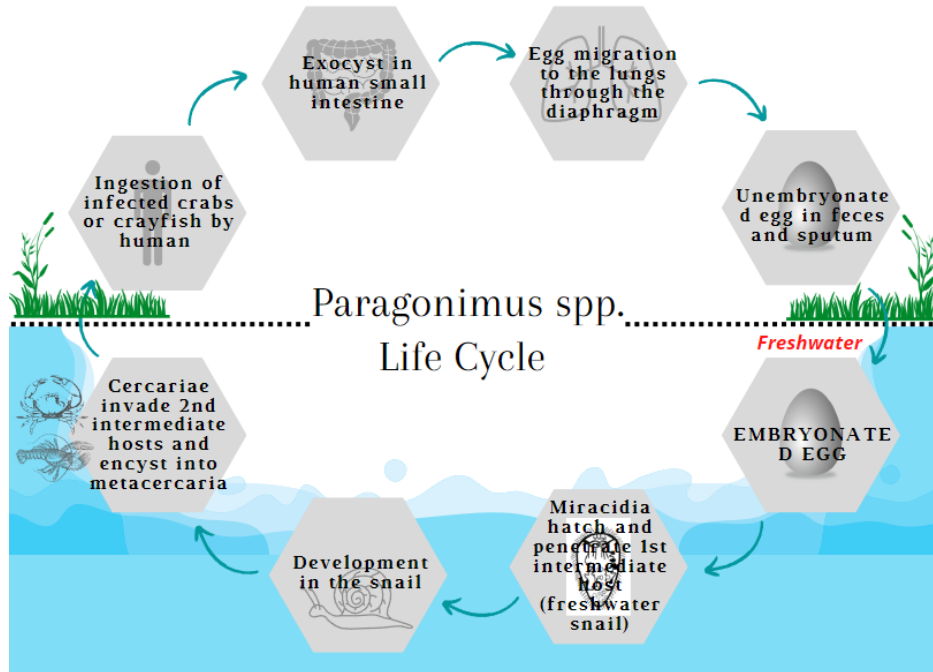 Exocyst in
human small
intestine
Egg migration
to the lungs
through the
diaphragm
Ingestion of
infected crabs
or crayfish by
human
Unembryonate
d egg in feces
and sputum
Paragonimus spp.
Life Cycle
Freshwater
Cercariae
invade 2nd
intermediate
hosts and
encyst into
metacercaria
EMBRYONATE
D EGG
Miracidia
hatch and
penetrate 1st
intermediate
host
(freshwater
snail)
Development
in the snail